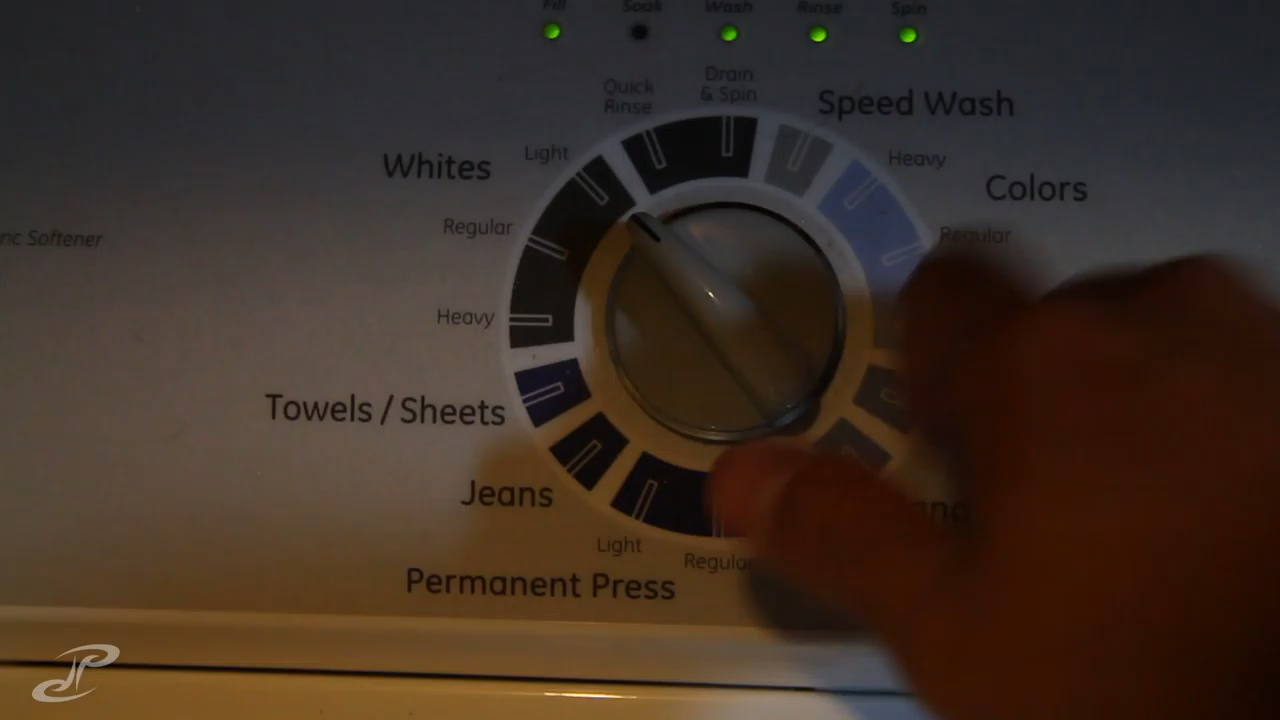 Fill Soak Wash Rinse Spin
Quick
Rinse
Drain
& Spin
Speed Wash
Whites
Light
Heavy
Colors
Regular
Regular
Softener
Heavy
Towels / Sheets
Jeans
Light
Regular
Permanent Press